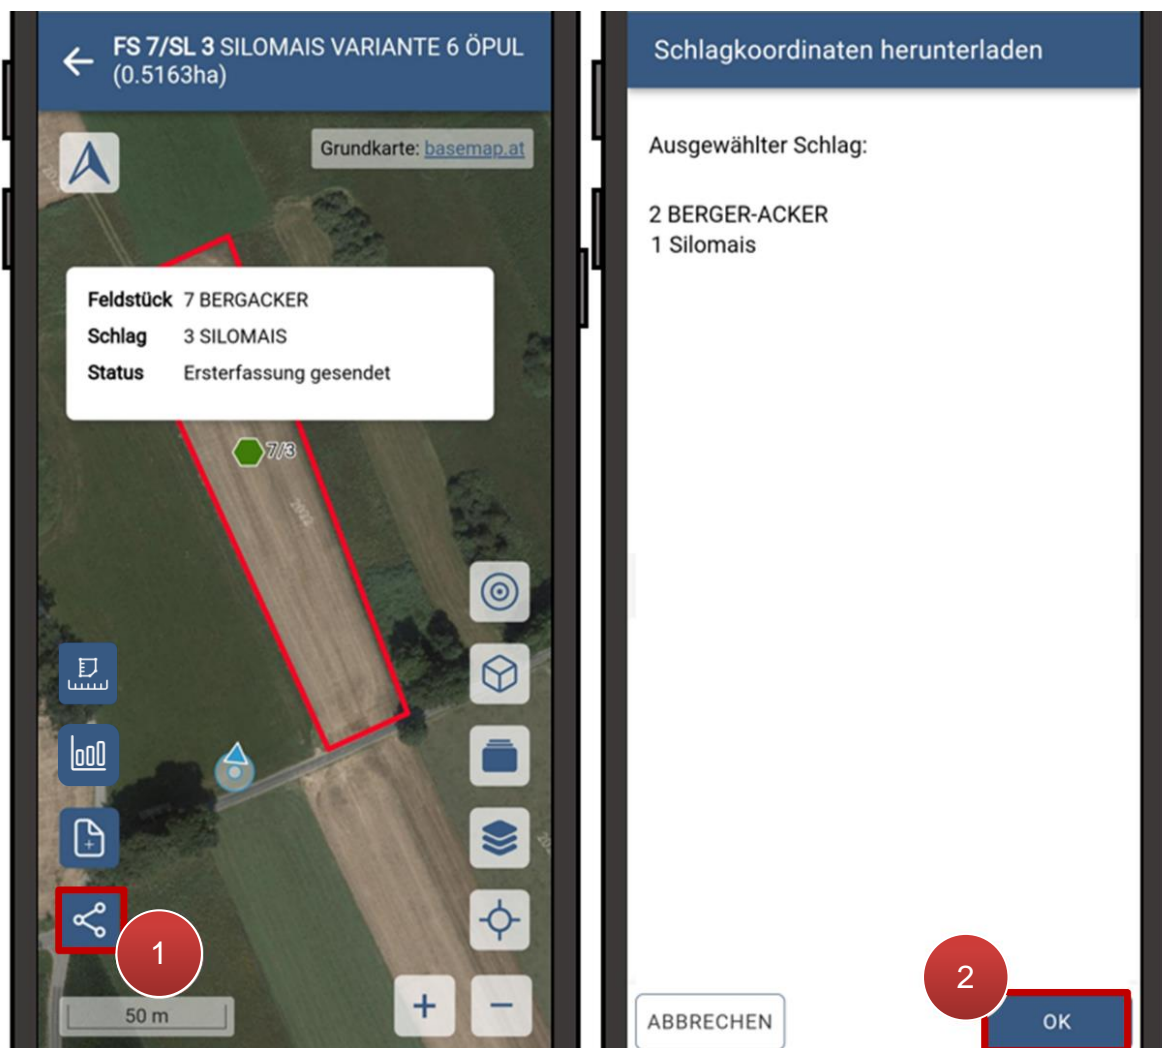 FS 7/SL 3 SILOMAIS VARIANTE 6 ÖPUL
(0.5163ha)
Grundkarte: basemap.at
Feldstück 7 BERGACKER
Schlag 3 SILOMAIS
Status Ersterfassung gesendet
7/3
2022
1
50 m
+
−
Schlagkoordinaten herunterladen
Ausgewählter Schlag:
2 BERGER-ACKER
1 Silomais
2
ABBRECHEN
OK